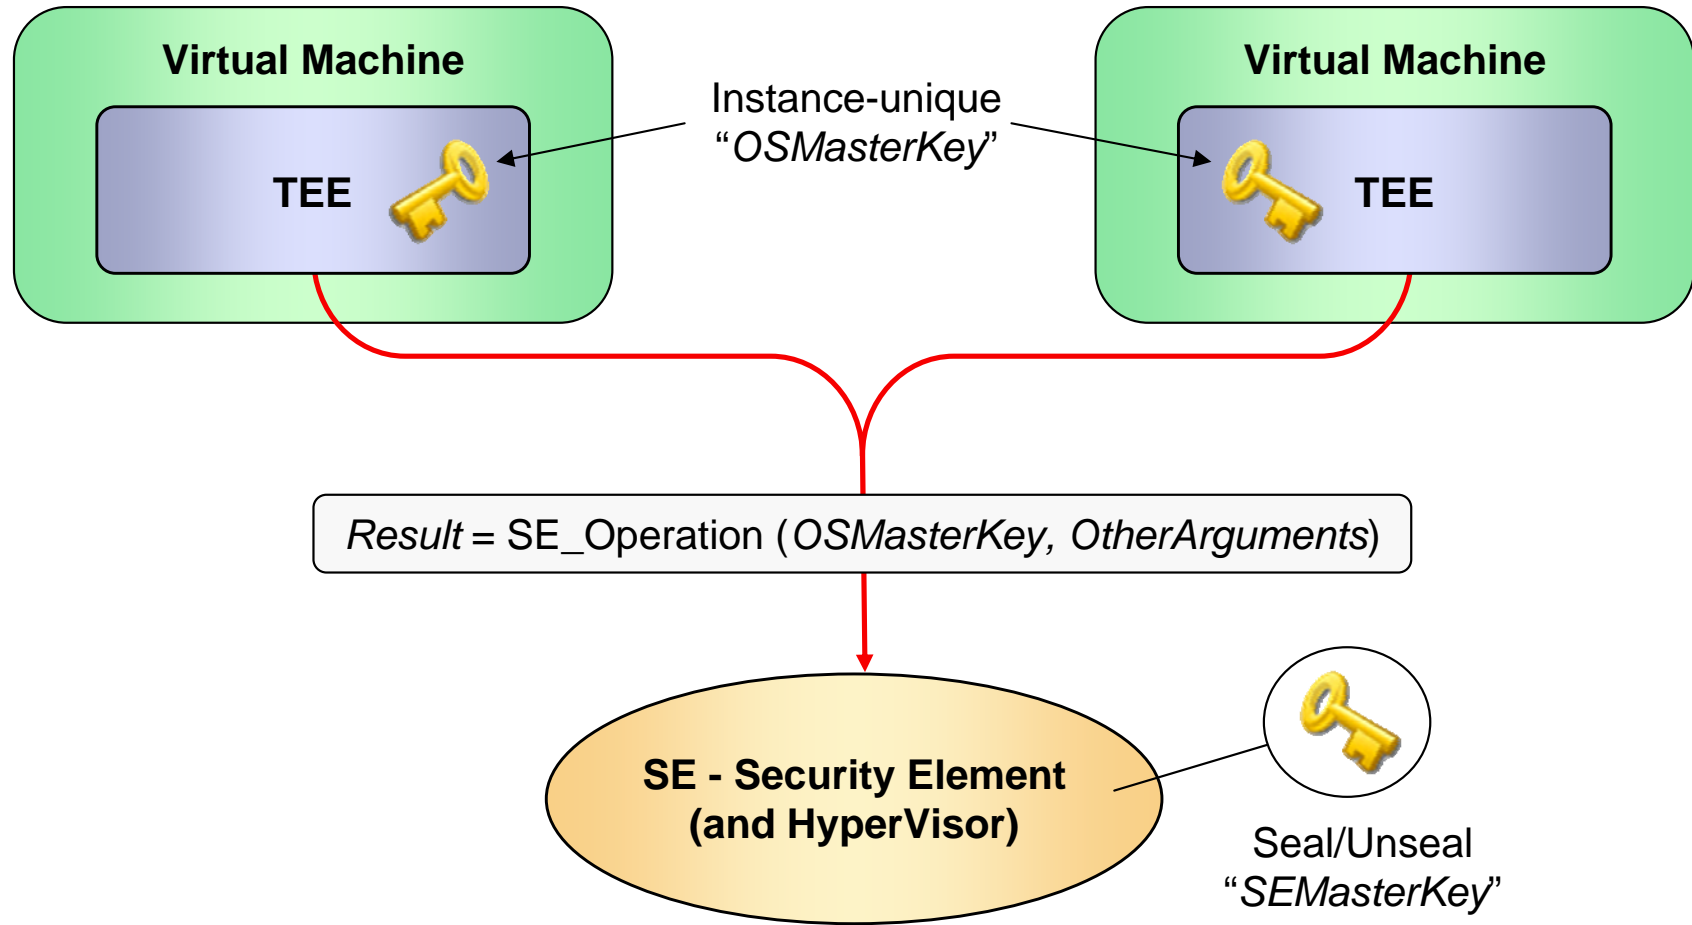 Virtual Machine
TEE
Instance-unique
“OSMasterKey”
Virtual Machine
TEE
Result = SE_Operation (OSMasterKey, OtherArguments)
SE - Security Element
(and HyperVisor)
Seal/Unseal
“SEMasterKey”